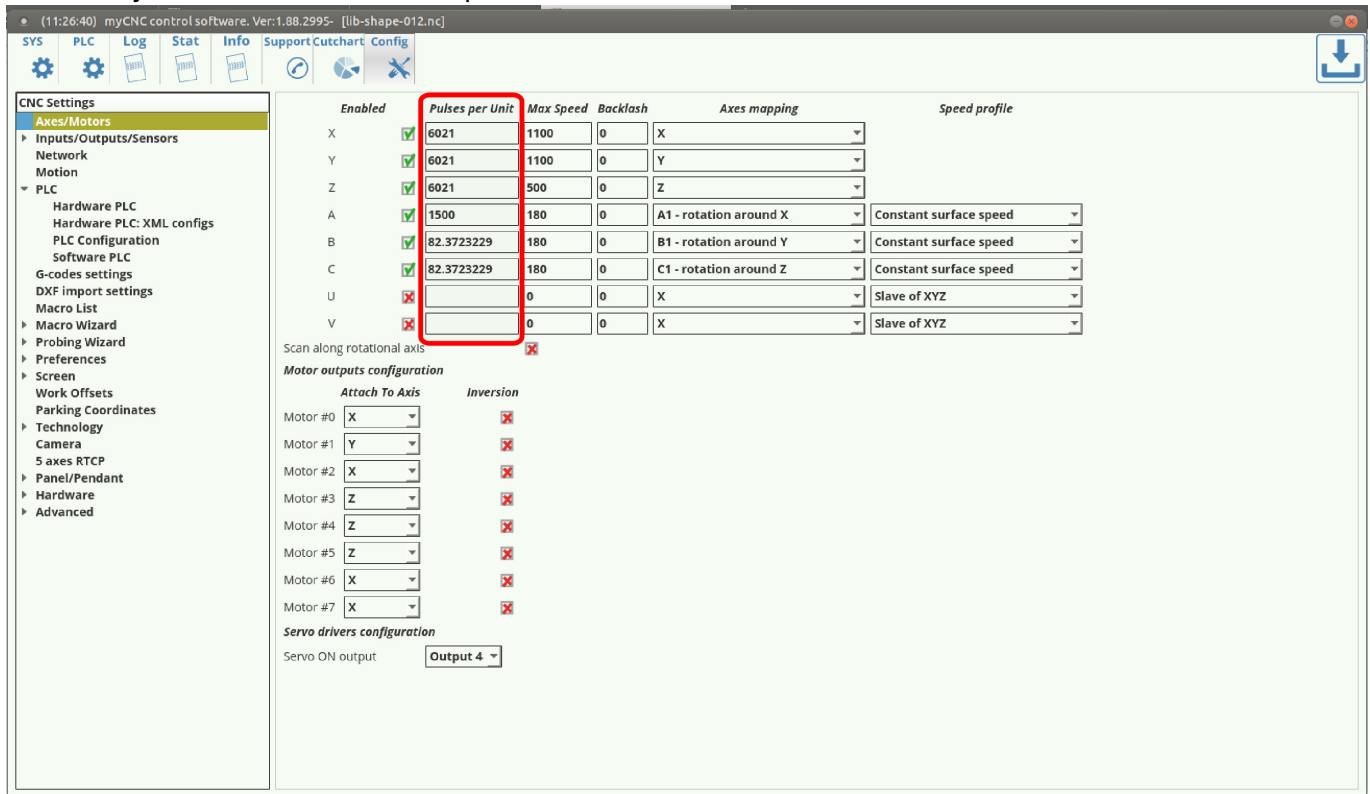 (11:26:40) myCNC control software. Ver:1.88.2995- [lib-shape-012.nc]
SYS PLC Log Stat Info Support Cutchart Config
CNC Settings
Axes/Motors
Inputs/Outputs/Sensors
Network
Motion
PLC
Hardware PLC
Hardware PLC: XML configs
PLC Configuration
Software PLC
G-codes settings
DXF import settings
Macro List
Macro Wizard
Probing Wizard
Preferences
Screen
Work Offsets
Parking Coordinates
Technology
Camera
5 axes RTCP
Panel/Pendant
Hardware
Advanced
Enabled Pulses per Unit Max Speed Backlash Axes mapping Speed profile
X 6021 1100 0 X
Y 6021 1100 0 Y
Z 6021 500 0 Z
A 1500 180 0 A1 - rotation around X Constant surface speed
B 82.3723229 180 0 B1 - rotation around Y Constant surface speed
C 82.3723229 180 0 C1 - rotation around Z Constant surface speed
U 0 0 X Slave of XYZ
V 0 0 X Slave of XYZ
Scan along rotational axis
Motor outputs configuration
Attach To Axis Inversion
Motor #0 X
Motor #1 Y
Motor #2 X
Motor #3 Z
Motor #4 Z
Motor #5 Z
Motor #6 X
Motor #7 X
Servo drivers configuration
Servo ON output Output 4